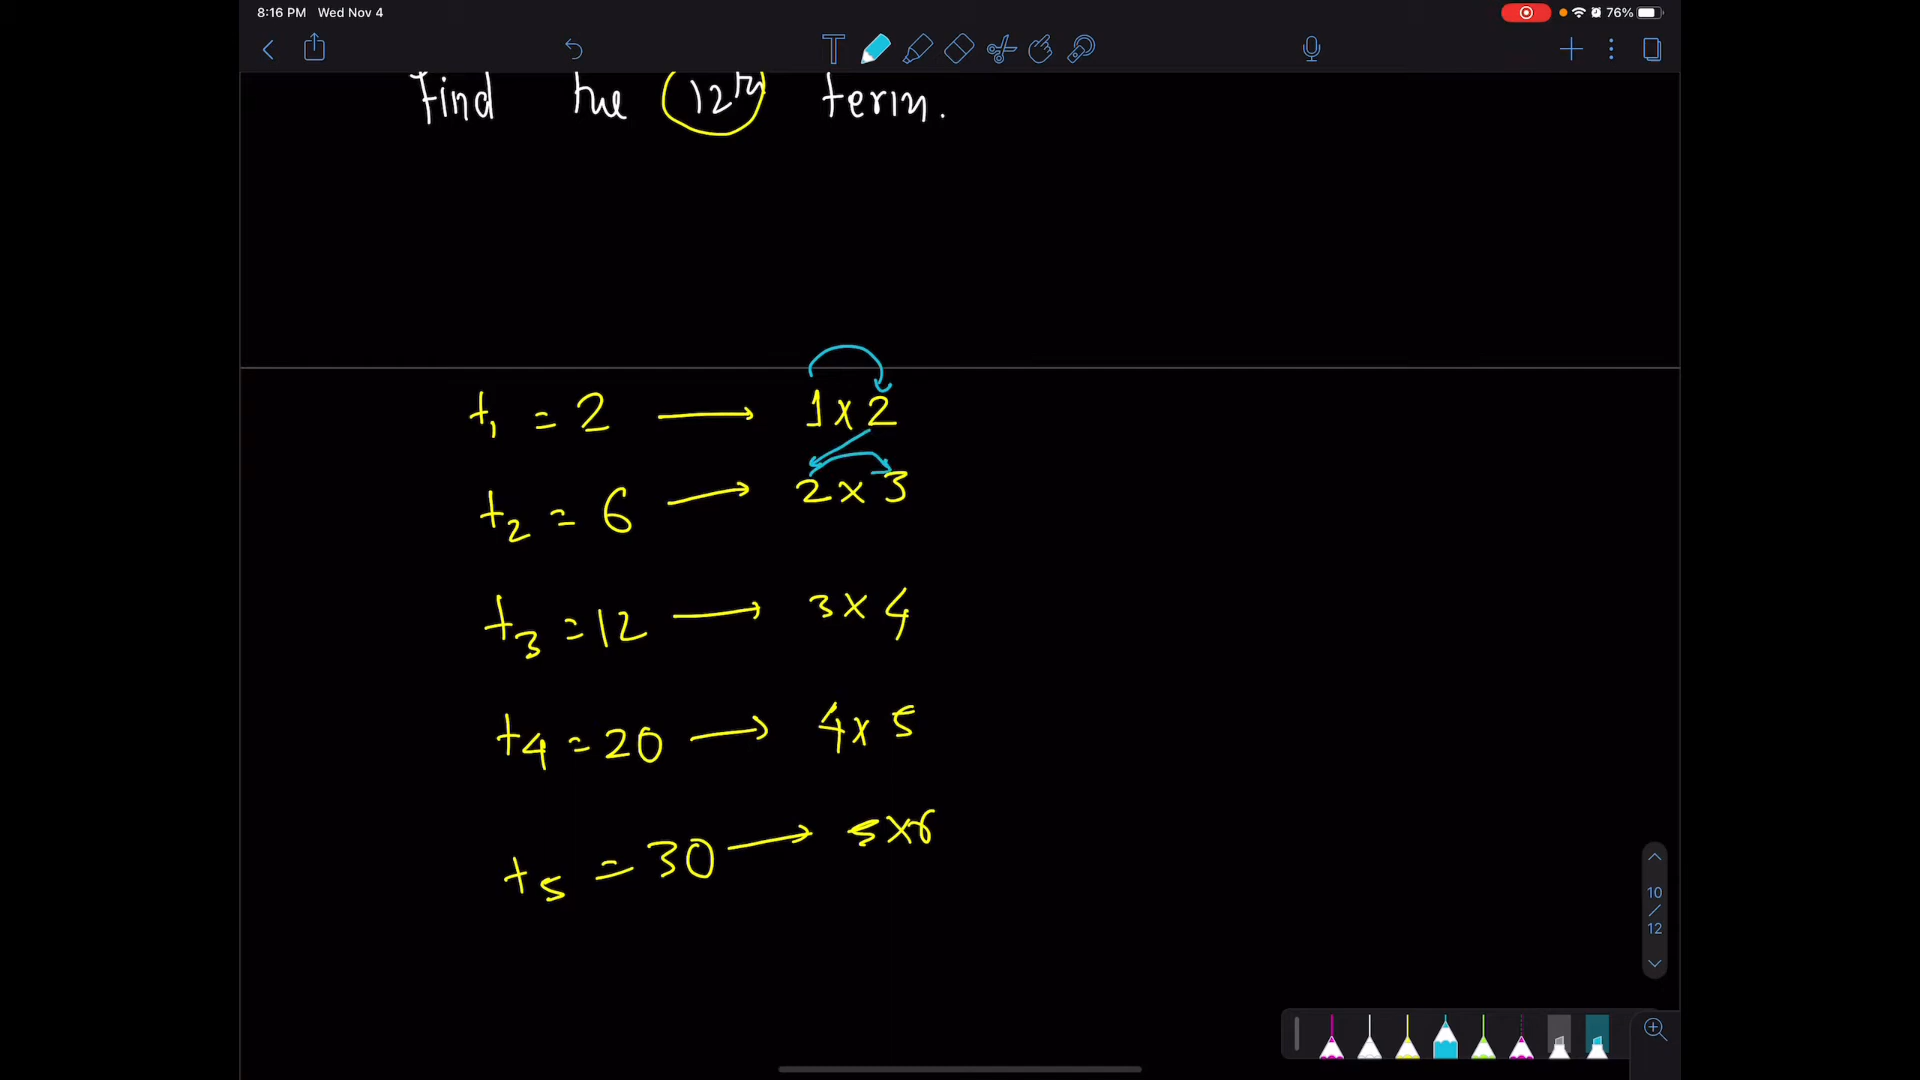 8:16 PM Wed Nov 4
76%
Find the 12th term.
t1 = 2 → 1 x 2
t2 = 6 → 2 x 3
t3 = 12 → 3 x 4
t4 = 20 → 4 x 5
t5 = 30 → 5 x 6
10
/
12